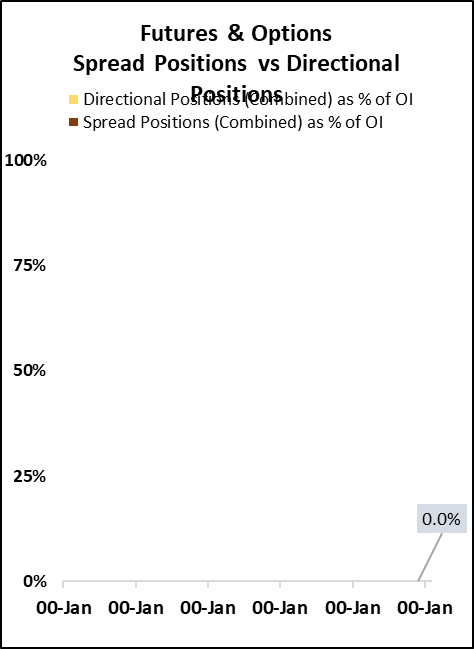 Futures & Options
Spread Positions vs Directional
Positions
Directional Positions (Combined) as % of OI
Spread Positions (Combined) as % of OI
100%
75%
50%
25%
0.0%
0%
00-Jan 00-Jan 00-Jan 00-Jan 00-Jan 00-Jan